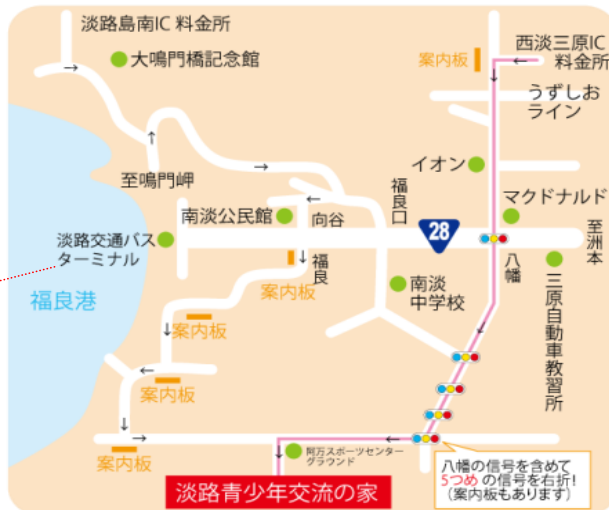 淡路島南IC 料金所
大鳴門橋記念館
案内板
西淡三原IC
料金所
うずしお
ライン
至鳴門岬
イオン
福良口
マクドナルド
南淡公民館
向谷
28
至洲本
淡路交通バス
ターミナル
福良
八幡
案内板
南淡
中学校
三原自動車教習所
福良港
案内板
案内板
案内板
阿万スポーツセンター
グラウンド
八幡の信号を含めて
5つめ の信号を右折!
(案内板もあります)
淡路青少年交流の家